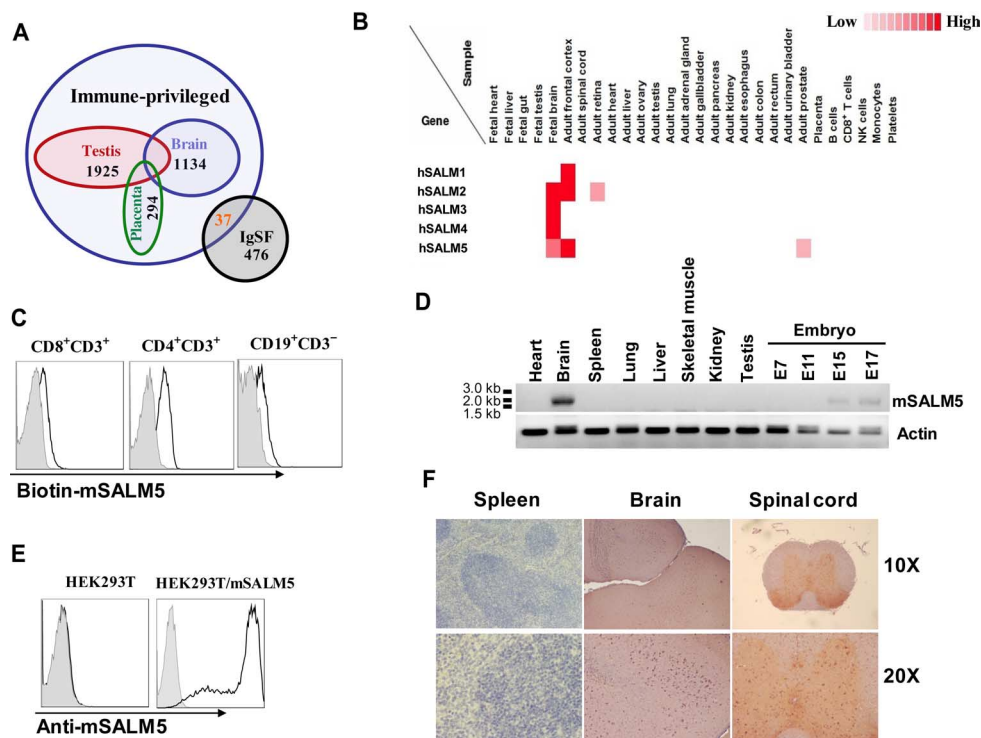 A
Immune-privileged
Testis
1925
Brain
1134
Placenta
294
37
IgSF
476
B
Low
High
Sample
Gene
Fetal heart
Fetal liver
Fetal gut
Fetal testis
Fetal brain
Adult frontal cortex
Adult spinal cord
Adult retina
Adult heart
Adult liver
Adult ovary
Adult testis
Adult lung
Adult adrenal gland
Adult gallbladder
Adult pancreas
Adult kidney
Adult esophagus
Adult colon
Adult rectum
Adult urinary bladder
Adult prostate
Placenta
B cells
CD8⁺ T cells
NK cells
Monocytes
Platelets
hSALM1
hSALM2
hSALM3
hSALM4
hSALM5
C
CD8⁺CD3⁺
CD4⁺CD3⁺
CD19⁺CD3⁻
Biotin-mSALM5
D
Heart
Brain
Spleen
Lung
Liver
Skeletal muscle
Kidney
Testis
Embryo
E7
E11
E15
E17
3.0 kb
2.0 kb
1.5 kb
mSALM5
Actin
E
HEK293T
HEK293T/mSALM5
Anti-mSALM5
F
Spleen
Brain
Spinal cord
10X
20X